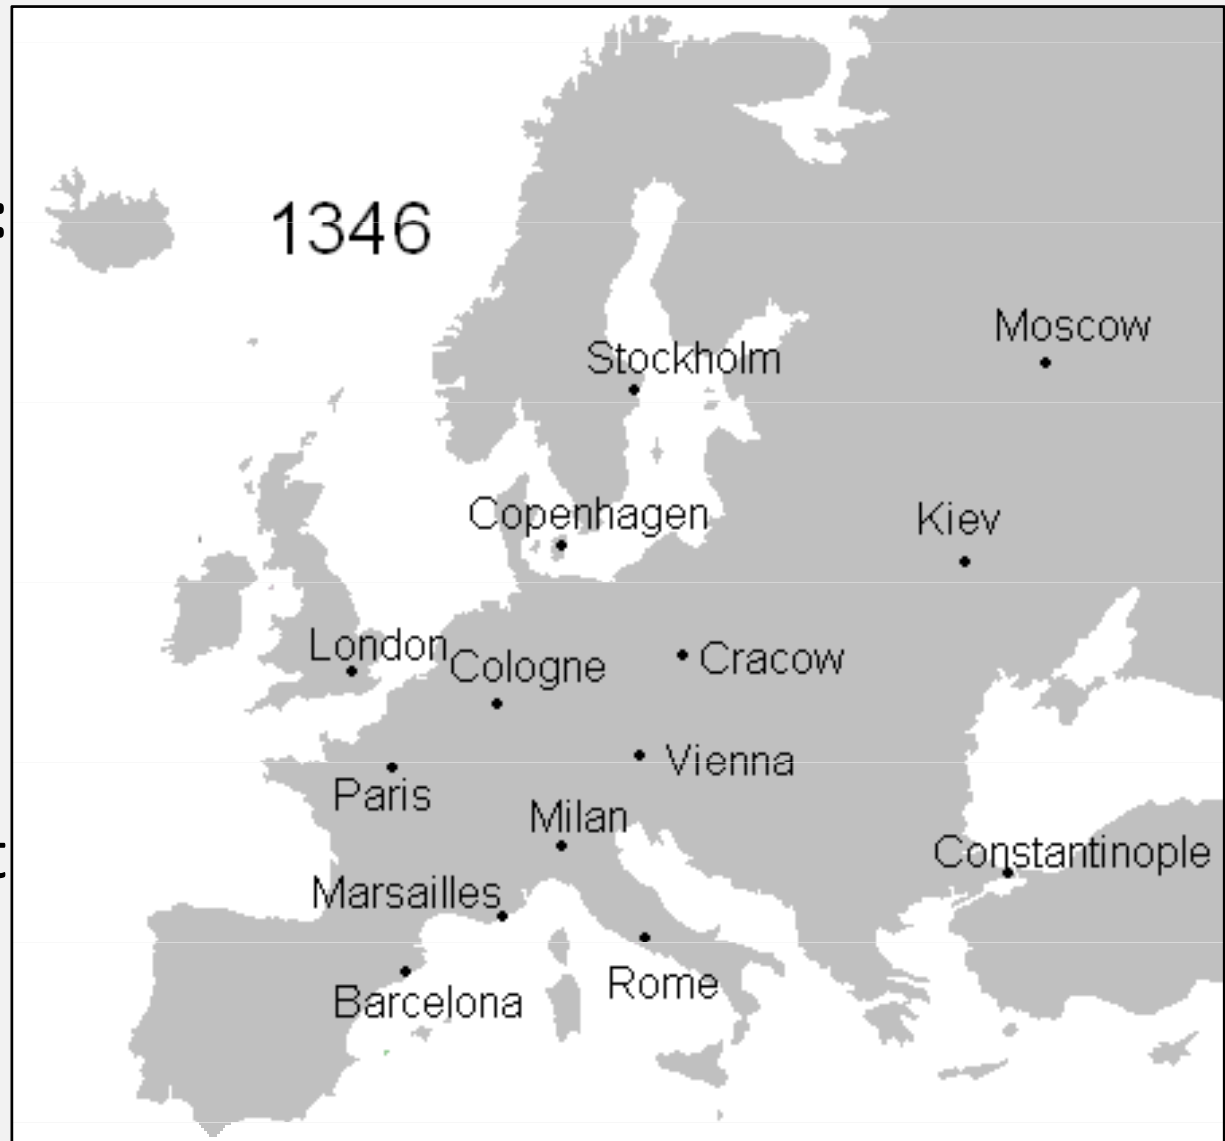 1346
Moscow
Stockholm
Copenhagen
Kiev
London
Cologne
Cracow
Vienna
Paris
Milan
Constantinople
Marsailles
Rome
Barcelona